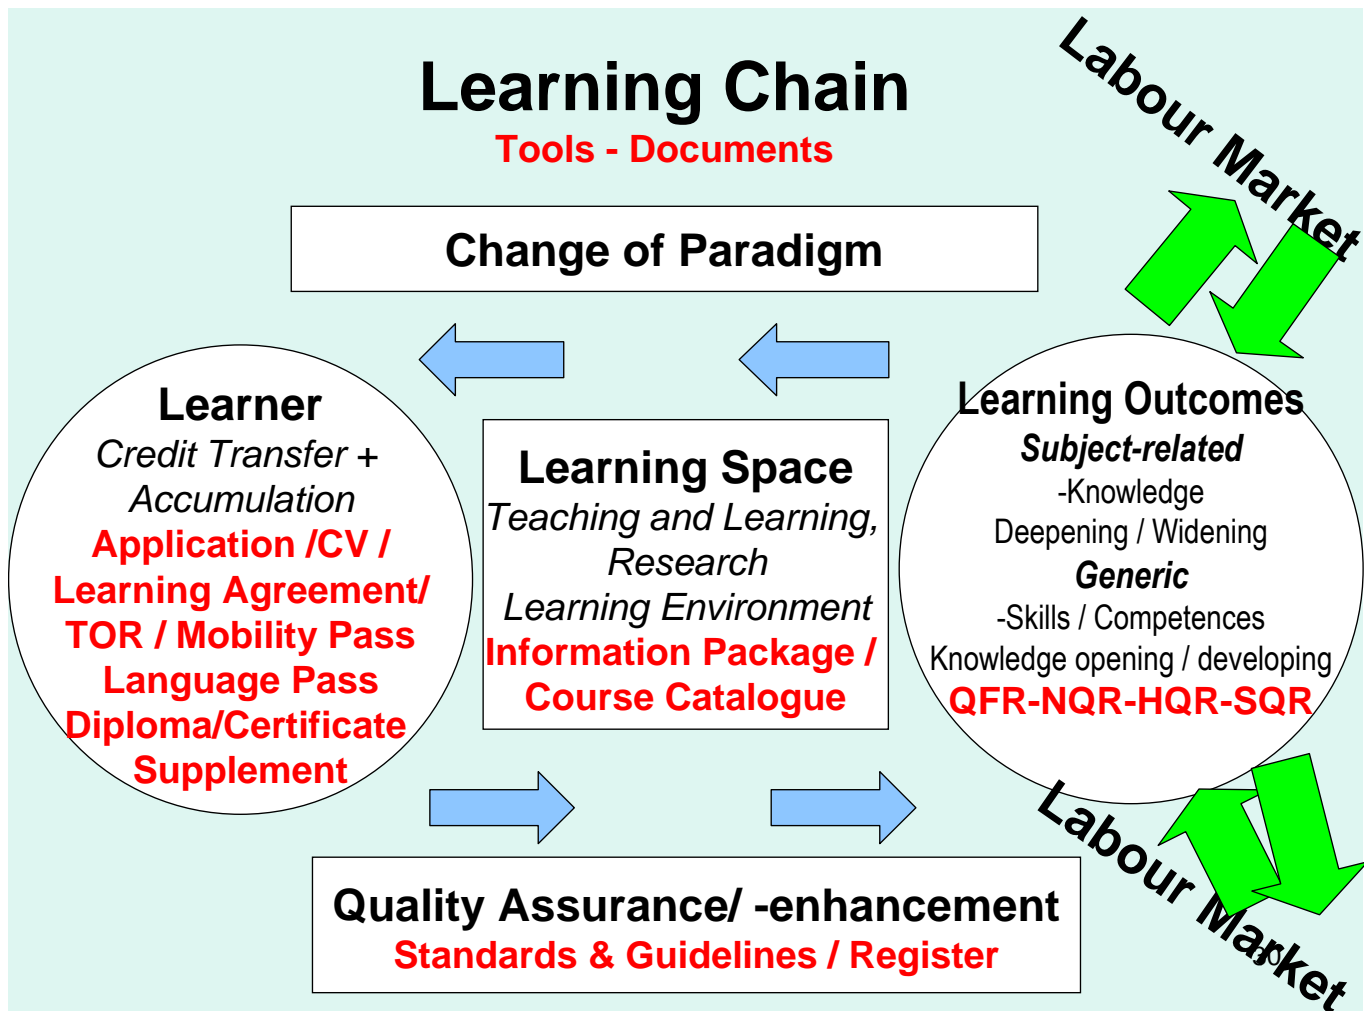 Learning Chain
Tools - Documents
Labour Market
Change of Paradigm
Learner
Credit Transfer +
Accumulation
Application /CV /
Learning Agreement/
TOR / Mobility Pass
Language Pass
Diploma/Certificate
Supplement
Learning Space
Teaching and Learning,
Research
Learning Environment
Information Package /
Course Catalogue
Learning Outcomes
Subject-related
-Knowledge
Deepening / Widening
Generic
-Skills / Competences
Knowledge opening / developing
QFR-NQR-HQR-SQR
Labour Market
Quality Assurance/ -enhancement
Standards & Guidelines / Register